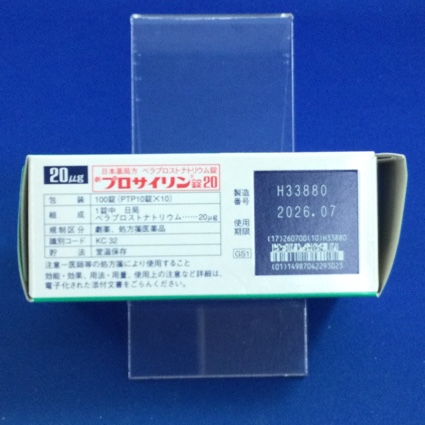 20μg
日本薬局方 ベラプロストナトリウム錠
プロサイリン®錠20
包装 100錠(PTP10錠×10)
組成 1錠中 日局
ベラプロストナトリウム……20μg
規制区分 劇薬、処方箋医薬品
識別コード KC 32
貯法 室温保存
注意－医師等の処方箋により使用すること
効能・効果、用法・用量、使用上の注意など詳細は、
電子化された添付文書をごらんください。
製造番号 H33880
使用期限 2026.07
(17)260700(10)H33880
GS1
(01)14987042293025